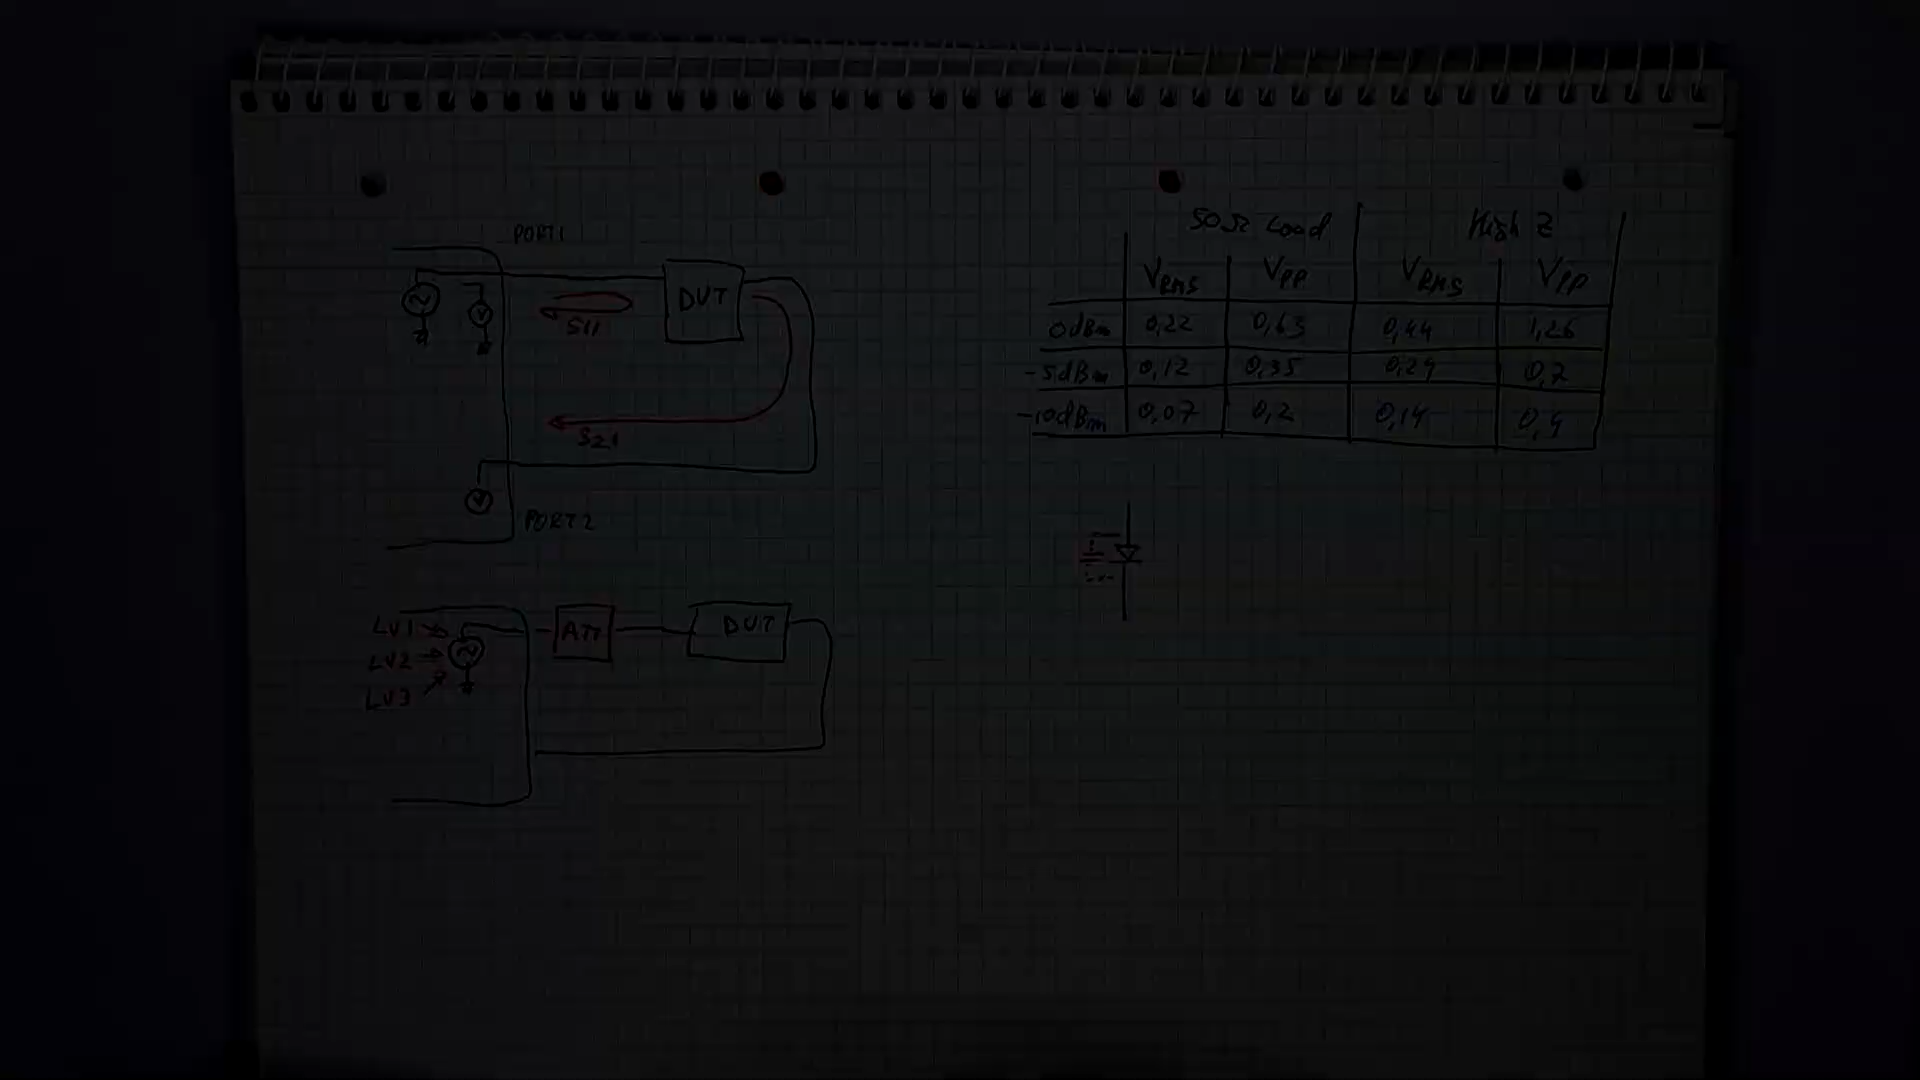 PORT1
DUT
S11
S21
PORT2
LV1
LV2
LV3
ATT
DUT
50Ω Load High Z
VRMS VPP VRMS VPP
0dBm 0,22 0,63 0,44 1,26
-5dBm 0,12 0,35 0,24 0,7
-10dBm 0,07 0,2 0,14 0,4